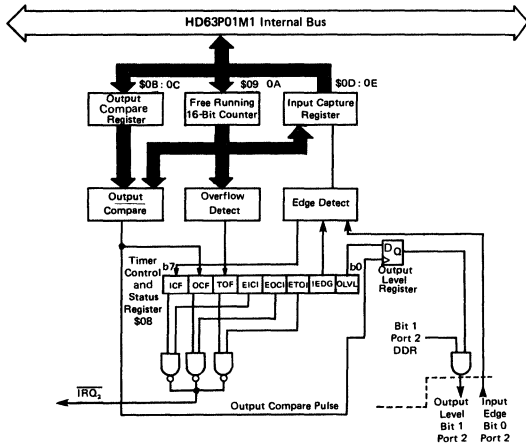 HD63P01M1 Internal Bus
$0B : 0C
$09 0A
$0D : 0E
Output
Compare
Register
Free Running
16-Bit Counter
Input Capture
Register
Output
Compare
Overflow
Detect
Edge Detect
Timer
Control
and
Status
Register
$08
b7
b0
ICF OCF TOF EICI EOCI ETOI IEDG OLVL
D
Q
Output
Level
Register
Bit 1
Port 2
DDR
IRQ2
Output Compare Pulse
Output
Level
Bit 1
Port 2
Input
Edge
Bit 0
Port 2